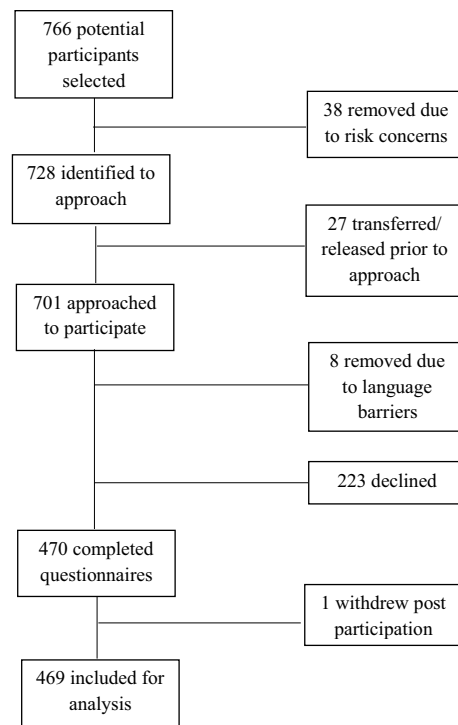 766 potential
participants
selected
38 removed due
to risk concerns
728 identified to
approach
27 transferred/
released prior to
approach
701 approached
to participate
8 removed due
to language
barriers
223 declined
470 completed
questionnaires
1 withdrew post
participation
469 included for
analysis